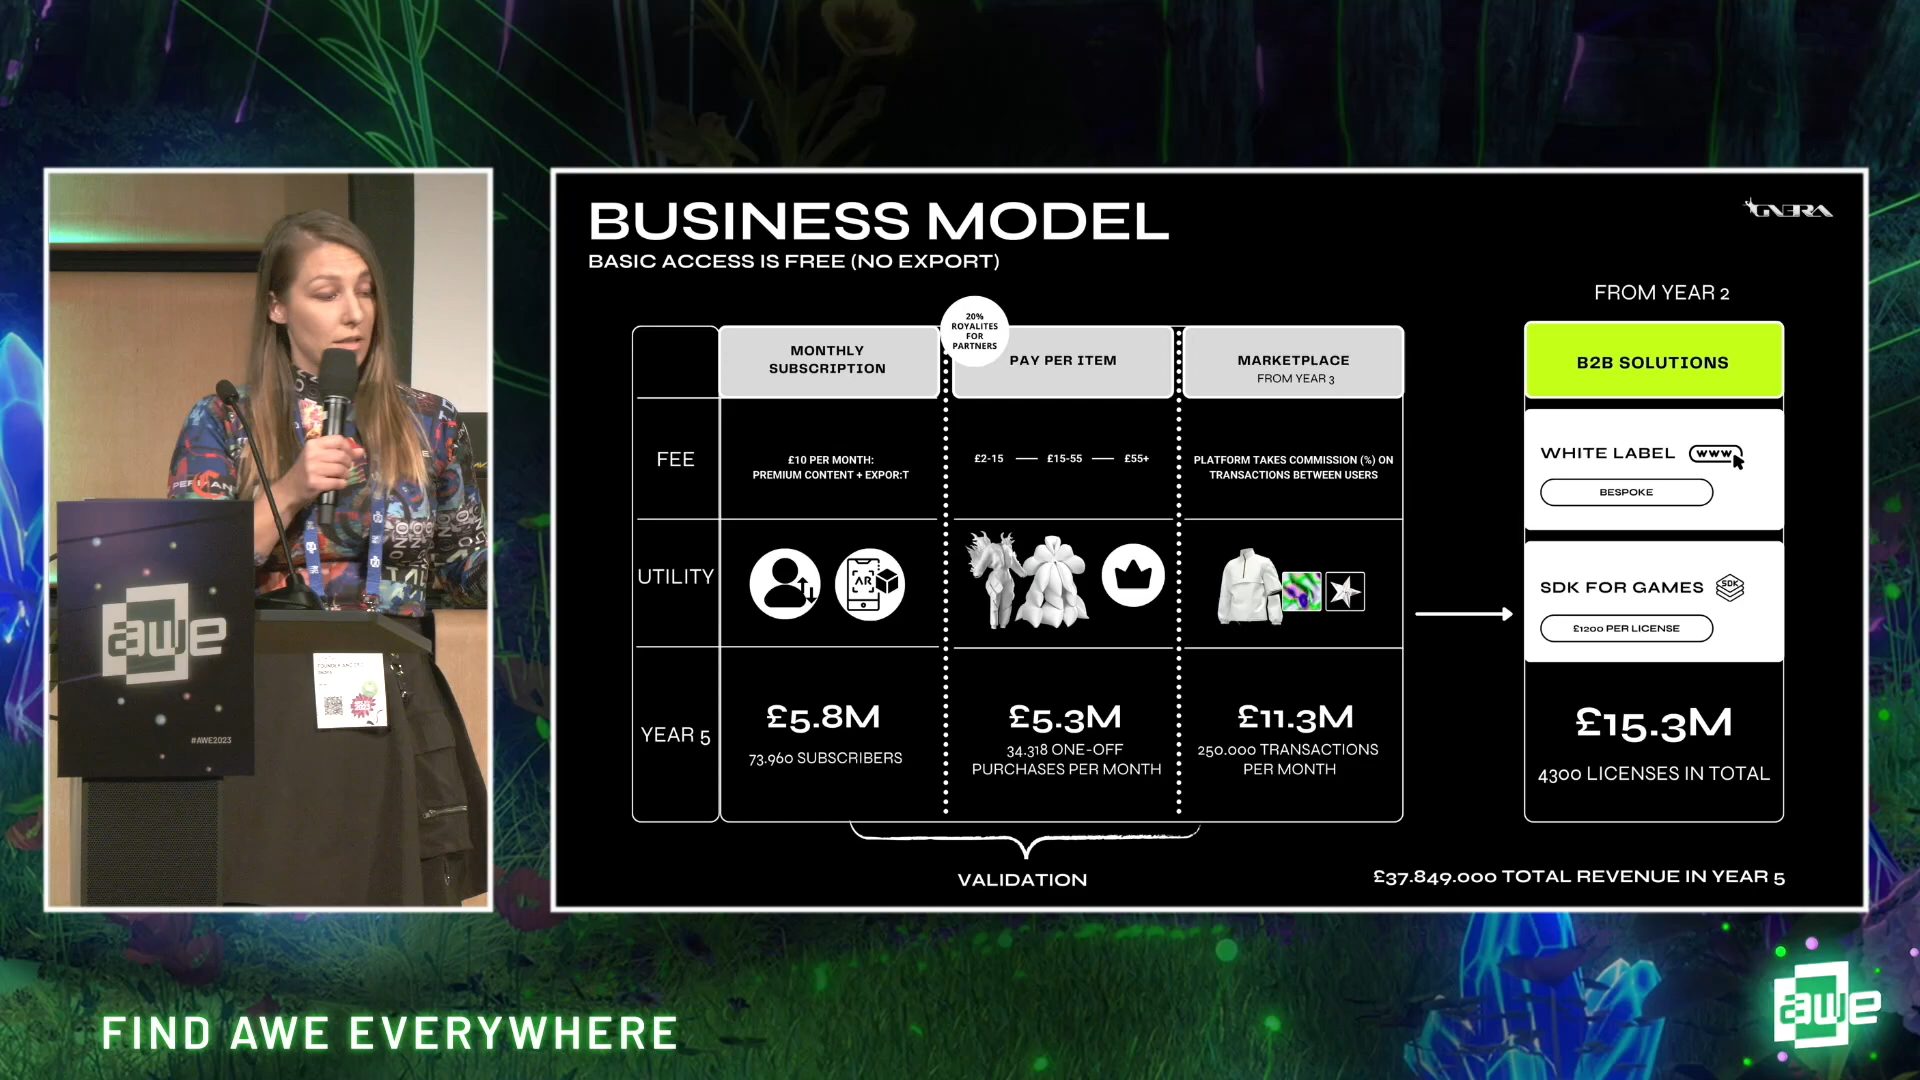 BUSINESS MODEL
BASIC ACCESS IS FREE (NO EXPORT)
GNERA
FROM YEAR 2
20%
ROYALITES
FOR
PARTNERS
MONTHLY
SUBSCRIPTION
PAY PER ITEM
MARKETPLACE
FROM YEAR 3
B2B SOLUTIONS
FEE
£10 PER MONTH:
PREMIUM CONTENT + EXPOR:T
£2-15 — £15-55 — £55+
PLATFORM TAKES COMMISSION (%) ON
TRANSACTIONS BETWEEN USERS
WHITE LABEL
www
BESPOKE
UTILITY
AR
SDK FOR GAMES
SDK
£1200 PER LICENSE
YEAR 5
£5.8M
73.960 SUBSCRIBERS
£5.3M
34.318 ONE-OFF
PURCHASES PER MONTH
£11.3M
250.000 TRANSACTIONS
PER MONTH
£15.3M
4300 LICENSES IN TOTAL
VALIDATION
£37.849.000 TOTAL REVENUE IN YEAR 5
awe
#AWE2023
FIND AWE EVERYWHERE
awe